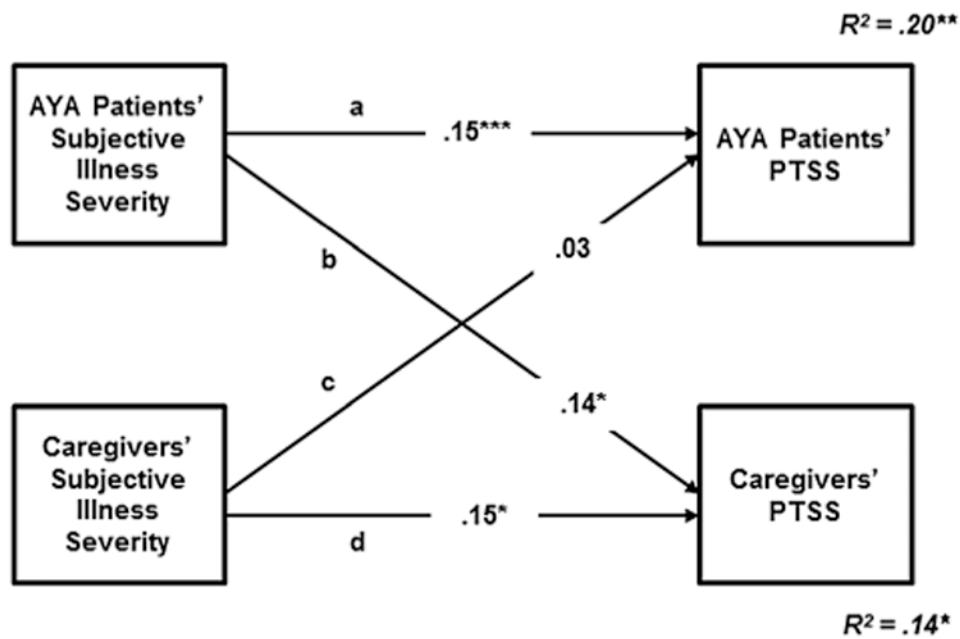 R² = .20**
AYA Patients'
Subjective
Illness
Severity
a
.15***
AYA Patients'
PTSS
b
.03
c
.14*
Caregivers'
Subjective
Illness
Severity
.15*
d
Caregivers'
PTSS
R² = .14*